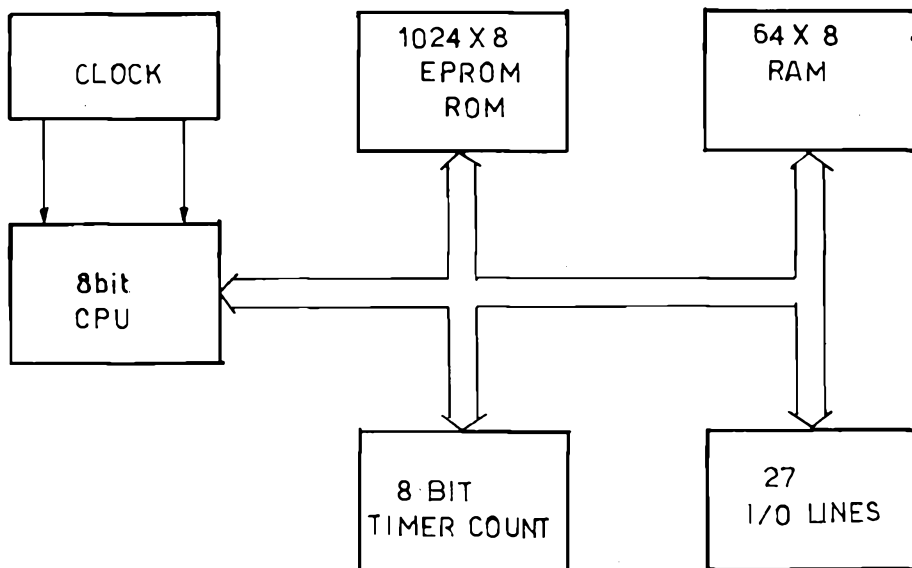 CLOCK
1024 X 8
EPROM
ROM
64 X 8
RAM
8bit
CPU
8 BIT
TIMER COUNT
27
I/O LINES